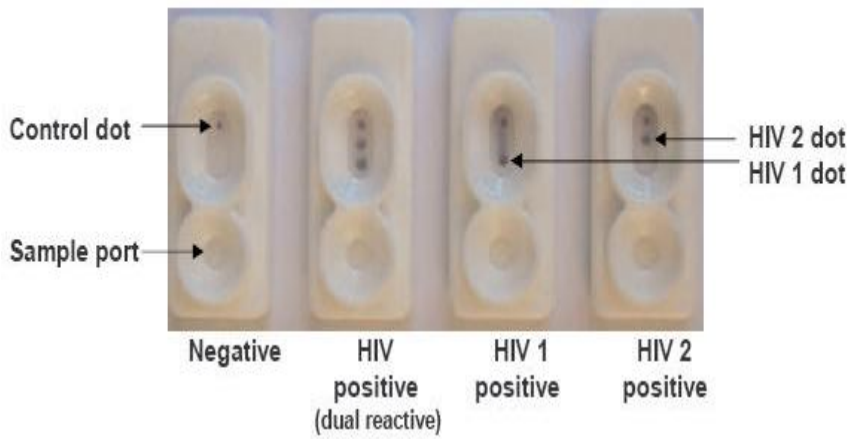 Control dot
HIV 2 dot
HIV 1 dot
Sample port
Negative
HIV
positive
(dual reactive)
HIV 1
positive
HIV 2
positive